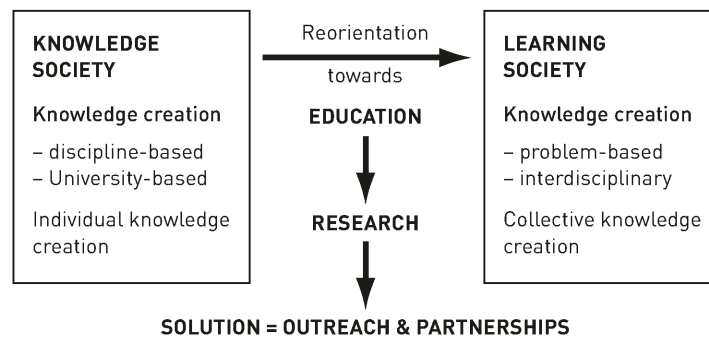 KNOWLEDGE
SOCIETY
Knowledge creation
– discipline-based
– University-based
Individual knowledge
creation
Reorientation
towards
EDUCATION
RESEARCH
LEARNING
SOCIETY
Knowledge creation
– problem-based
– interdisciplinary
Collective knowledge
creation
SOLUTION = OUTREACH & PARTNERSHIPS